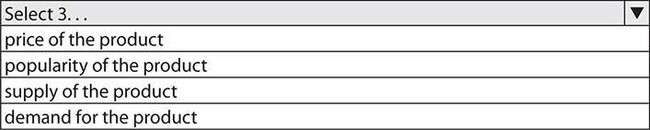 Select 3. . .
price of the product
popularity of the product
supply of the product
demand for the product